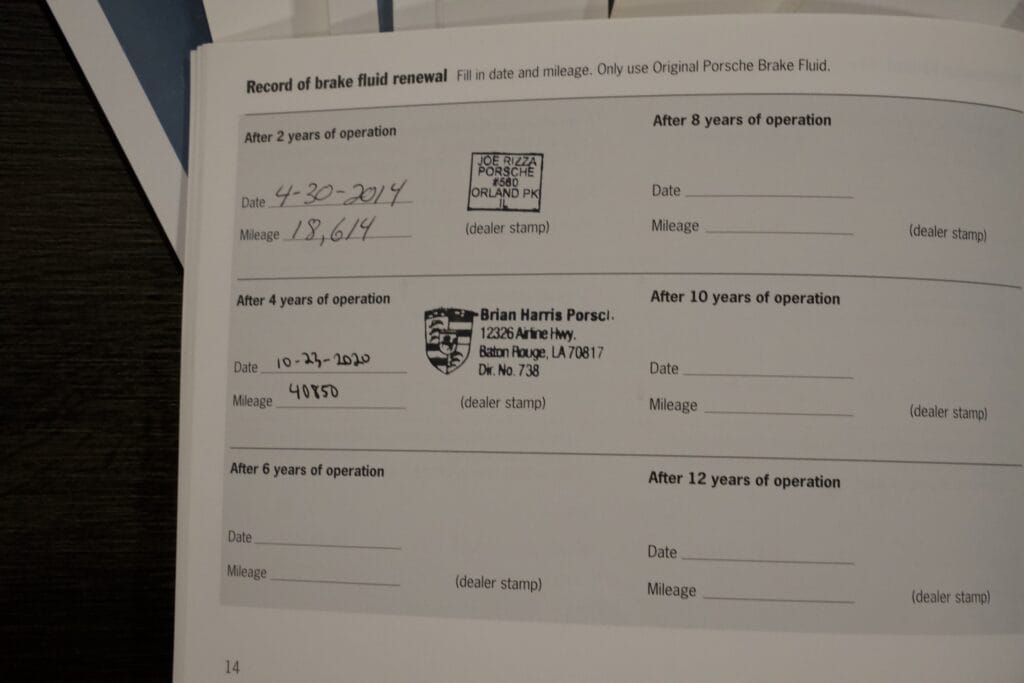 Record of brake fluid renewal Fill in date and mileage. Only use Original Porsche Brake Fluid.
After 2 years of operation
Date 4-30-2014
Mileage 18,614
JOE RIZZA
PORSCHE
#580
ORLAND PK
IL
(dealer stamp)
After 4 years of operation
Date 10-23-2020
Mileage 40850
Brian Harris Porsc
12326 Airline Hwy.
Baton Rouge, LA 70817
Dir. No. 738
(dealer stamp)
After 6 years of operation
Date
Mileage
(dealer stamp)
After 8 years of operation
Date
Mileage
(dealer stamp)
After 10 years of operation
Date
Mileage
(dealer stamp)
After 12 years of operation
Date
Mileage
(dealer stamp)
14